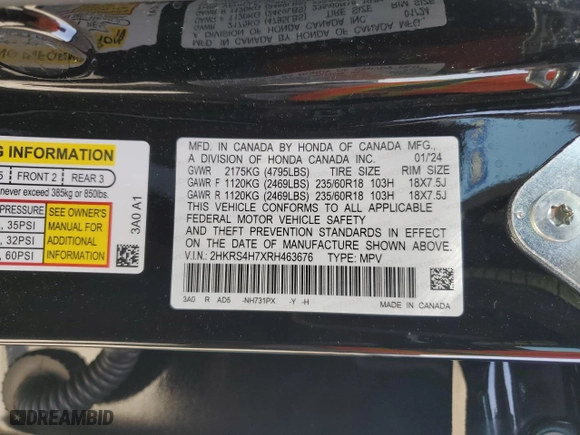 MFD. IN CANADA BY HONDA OF CANADA MFG.,
A DIVISION OF HONDA CANADA INC. 01/'24
GVWR 2175KG (4795LBS) TIRE SIZE RIM SIZE
GAWR F 1120KG (2469LBS) 235/60R18 103H 18X7.5J
GAWR R 1120KG (2469LBS) 235/60R18 103H 18X7.5J
THIS VEHICLE CONFORMS TO ALL APPLICABLE
FEDERAL MOTOR VEHICLE SAFETY
AND THEFT PREVENTION STANDARDS IN EFFECT
ON THE DATE OF MANUFACTURE SHOWN ABOVE.
V.I.N.: 2HKRS4H7XRH463676 TYPE: MPV
3A0 R AD5 -NH731PX -Y -H
MADE IN CANADA
G INFORMATION
5 FRONT 2 REAR 3
never exceed 385kg or 850lbs.
PRESSURE
, 35PSI
, 32PSI
, 60PSI
SEE OWNER'S
MANUAL FOR
ADDITIONAL
INFORMATION
3A0 A1
DREAMBID